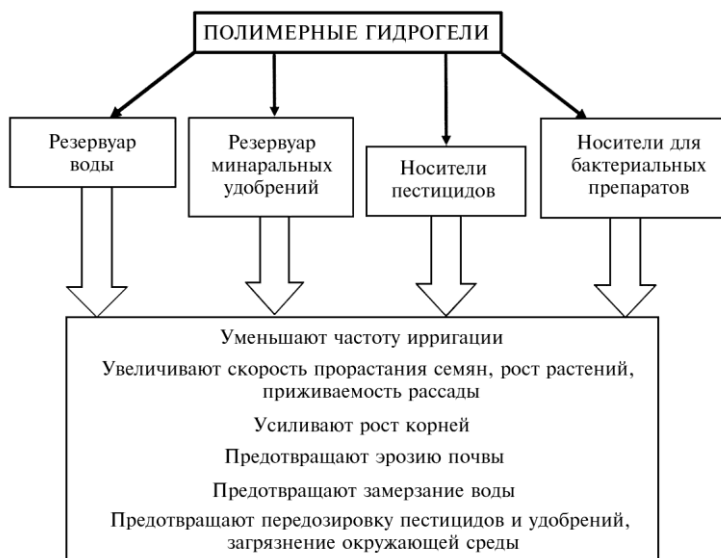 ПОЛИМЕРНЫЕ ГИДРОГЕЛИ
Резервуар
воды
Резервуар
минаральных
удобрений
Носители
пестицидов
Носители для
бактериальных
препаратов
Уменьшают частоту ирригации
Увеличивают скорость прорастания семян, рост растений,
приживаемость рассады
Усиливают рост корней
Предотвращают эрозию почвы
Предотвращают замерзание воды
Предотвращают передозировку пестицидов и удобрений,
загрязнение окружающей среды